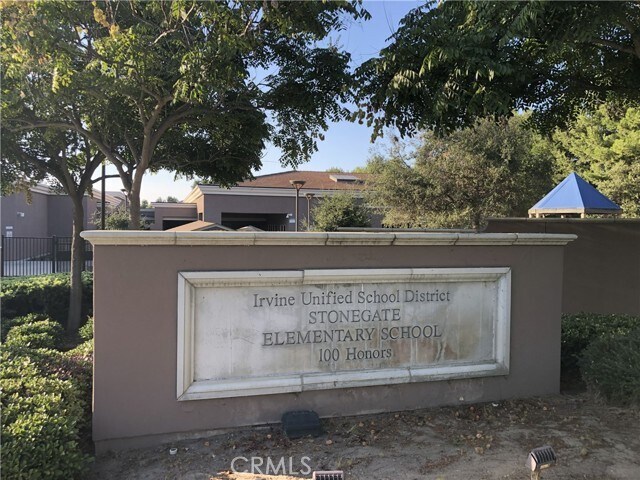 Irvine Unified School District
STONEGATE
ELEMENTARY SCHOOL
100 Honors
CRMLS